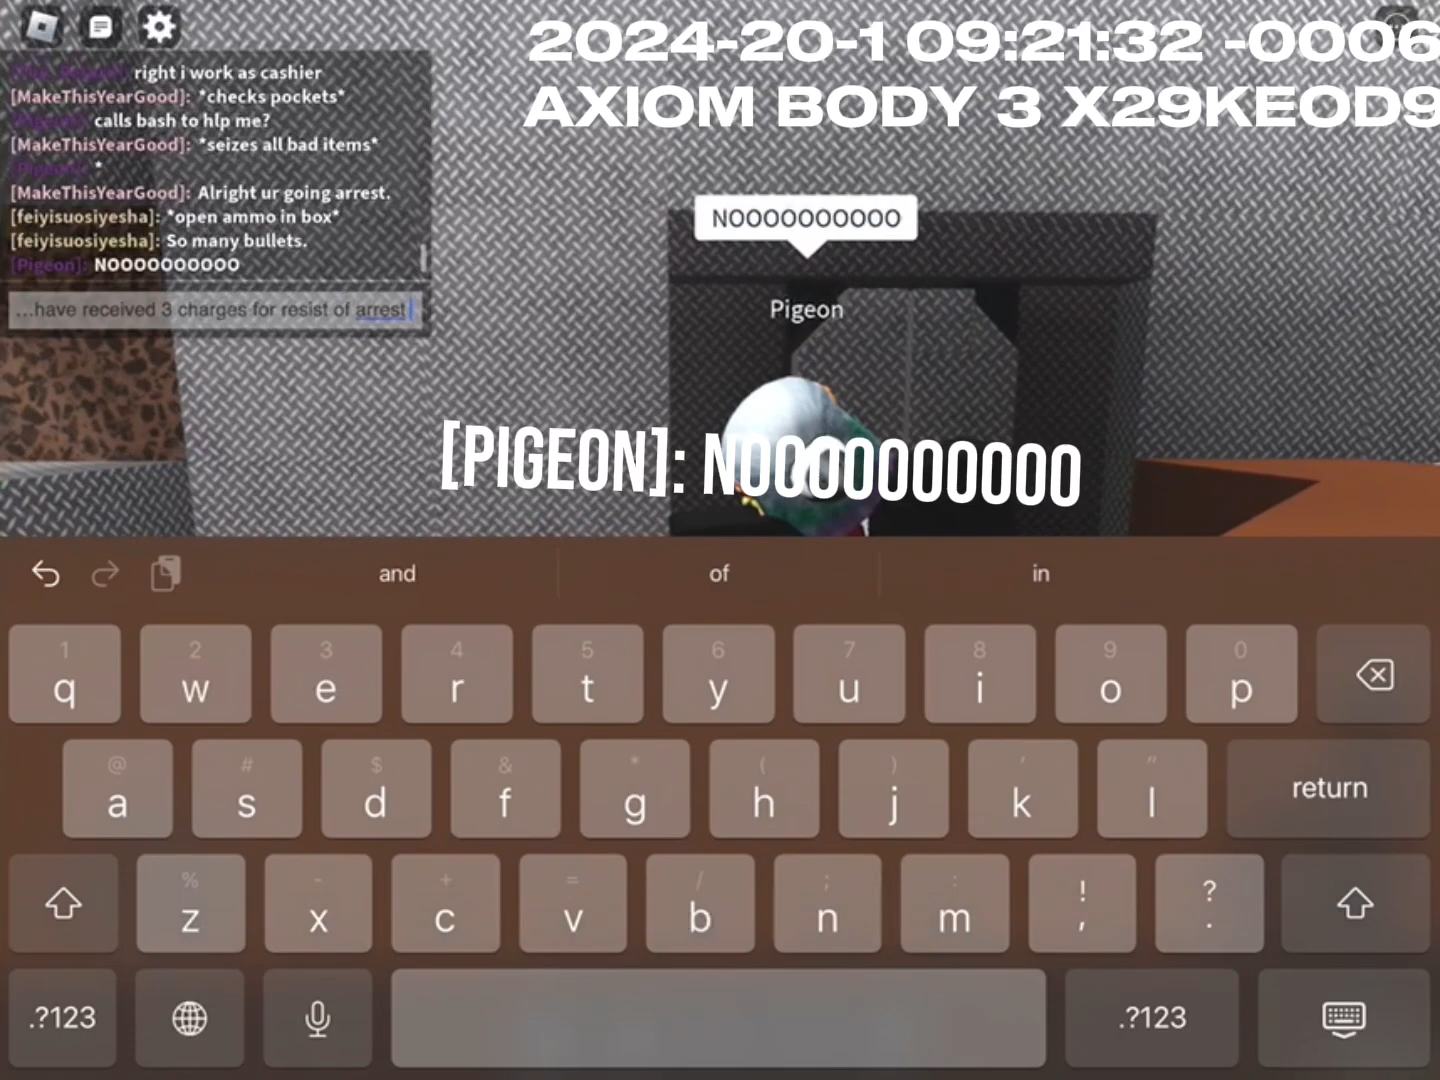 2024-20-1 09:21:32 -0006
AXIOM BODY 3 X29KEOD9
right i work as cashier
[MakeThisYearGood]: *checks pockets*
calls bash to hlp me?
[MakeThisYearGood]: *seizes all bad items*
[Pigeon]: *
[MakeThisYearGood]: Alright ur going arrest.
[feiyisuosiyesha]: *open ammo in box*
[feiyisuosiyesha]: So many bullets.
[Pigeon]: NOOOOOOOOOO
...have received 3 charges for resist of arrest
NOOOOOOOOOO
Pigeon
[PIGEON]: NOOOOOOOOOO
and of in
1 2 3 4 5 6 7 8 9 0
q w e r t y u i o p
@ # $ & * ( ) ' "
a s d f g h j k l return
% - + = / ; : ! ?
z x c v b n m , .
.?123 .?123